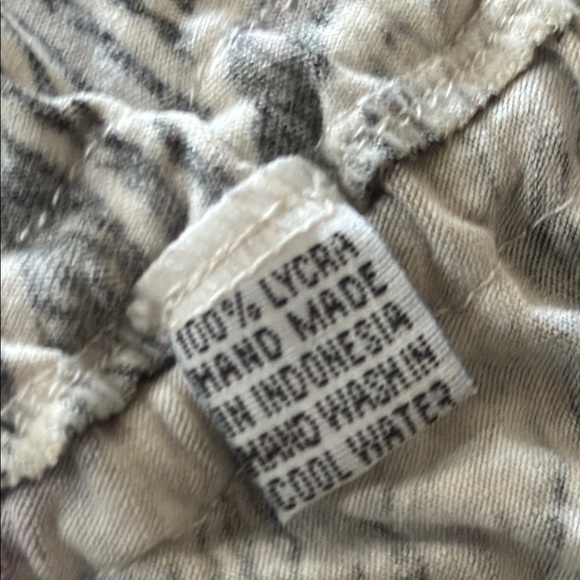 100% LYCRA
HAND MADE
IN INDONESIA
HAND WASH IN
COOL WATER